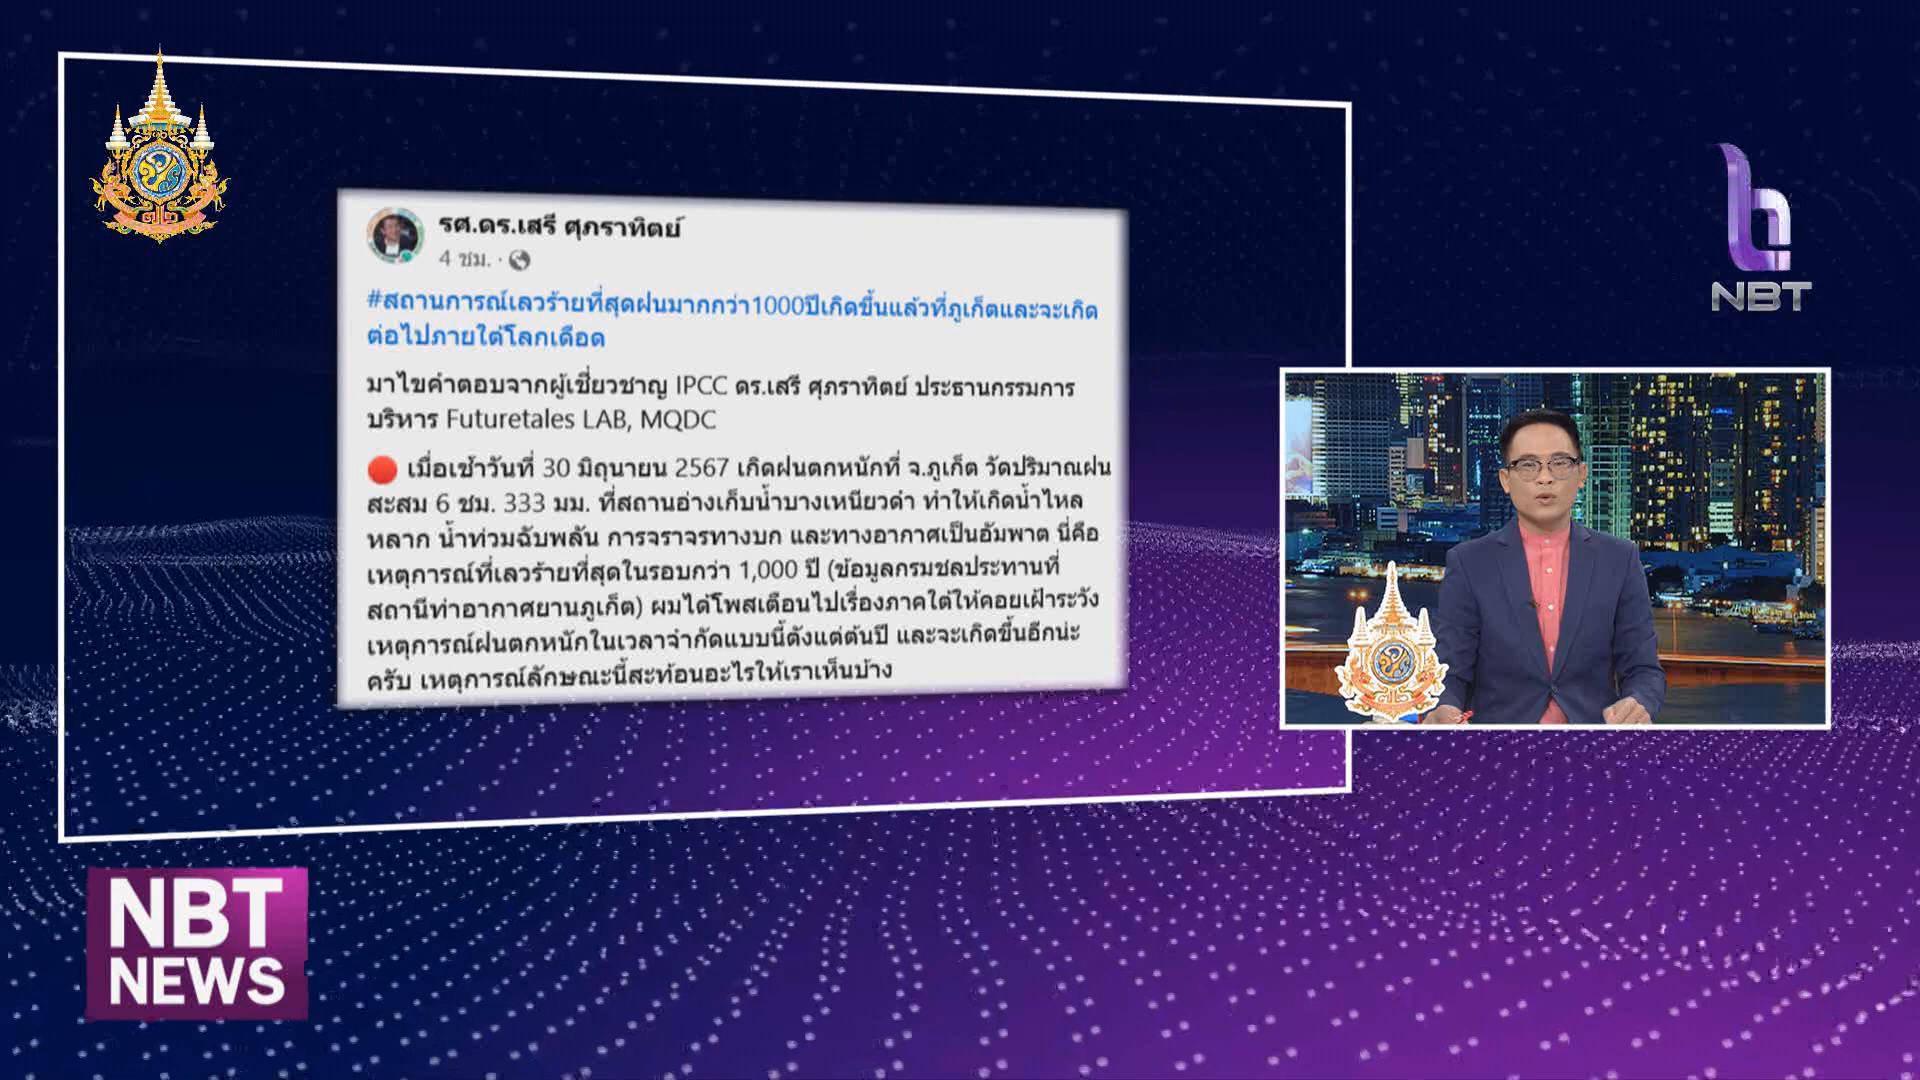 รศ.ดร.เสรี ศุภราทิตย์
4 ชม. ·
#สถานการณ์เลวร้ายที่สุดฝนมากกว่า1000ปีเกิดขึ้นแล้วที่ภูเก็ตและจะเกิด
ต่อไปภายใต้โลกเดือด
มาไขคำตอบจากผู้เชี่ยวชาญ IPCC ดร.เสรี ศุภราทิตย์ ประธานกรรมการ
บริหาร Futuretales LAB, MQDC
เมื่อเช้าวันที่ 30 มิถุนายน 2567 เกิดฝนตกหนักที่ จ.ภูเก็ต วัดปริมาณฝน
สะสม 6 ชม. 333 มม. ที่สถานอ่างเก็บน้ำบางเหนียวดำ ทำให้เกิดน้ำไหล
หลาก น้ำท่วมฉับพลัน การจราจรทางบก และทางอากาศเป็นอัมพาต นี่คือ
เหตุการณ์ที่เลวร้ายที่สุดในรอบกว่า 1,000 ปี (ข้อมูลกรมชลประทานที่
สถานีท่าอากาศยานภูเก็ต) ผมได้โพสเตือนไปเรื่องภาคใต้ให้คอยเฝ้าระวัง
เหตุการณ์ฝนตกหนักในเวลาจำกัดแบบนี้ตังแต่ต้นปี และจะเกิดขึ้นอีกน่ะ
ครับ เหตุการณ์ลักษณะนี้สะท้อนอะไรให้เราเห็นบ้าง
NBT
NBT
NEWS
๗๒